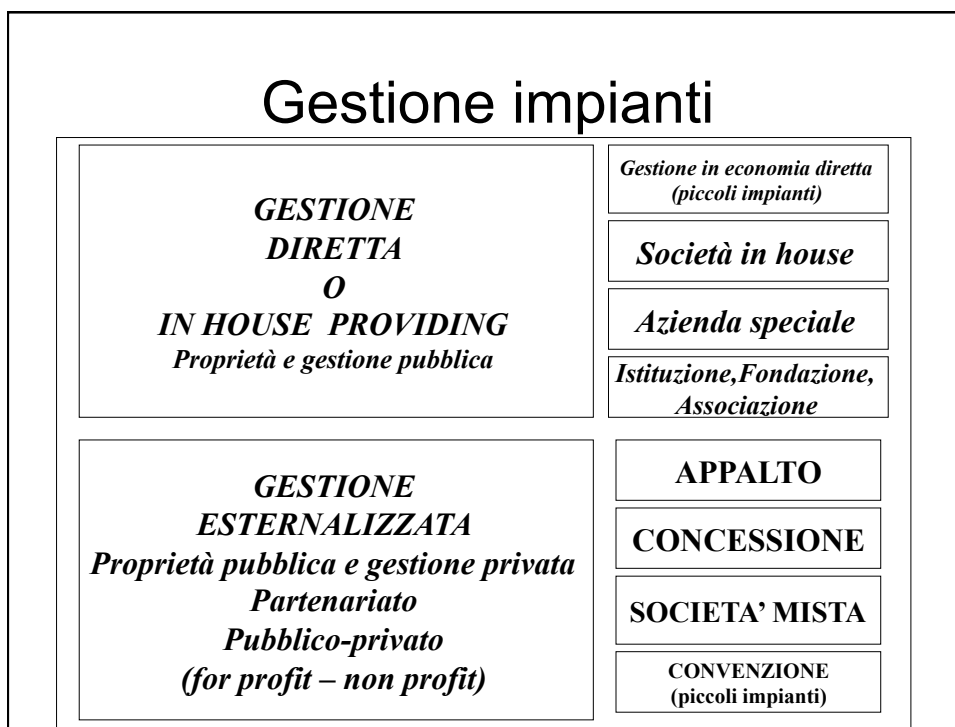 Gestione impianti
GESTIONE
DIRETTA
O
IN HOUSE PROVIDING
Proprietà e gestione pubblica
Gestione in economia diretta
(piccoli impianti)
Società in house
Azienda speciale
Istituzione,Fondazione,
Associazione
GESTIONE
ESTERNALIZZATA
Proprietà pubblica e gestione privata
Partenariato
Pubblico-privato
(for profit – non profit)
APPALTO
CONCESSIONE
SOCIETA’ MISTA
CONVENZIONE
(piccoli impianti)